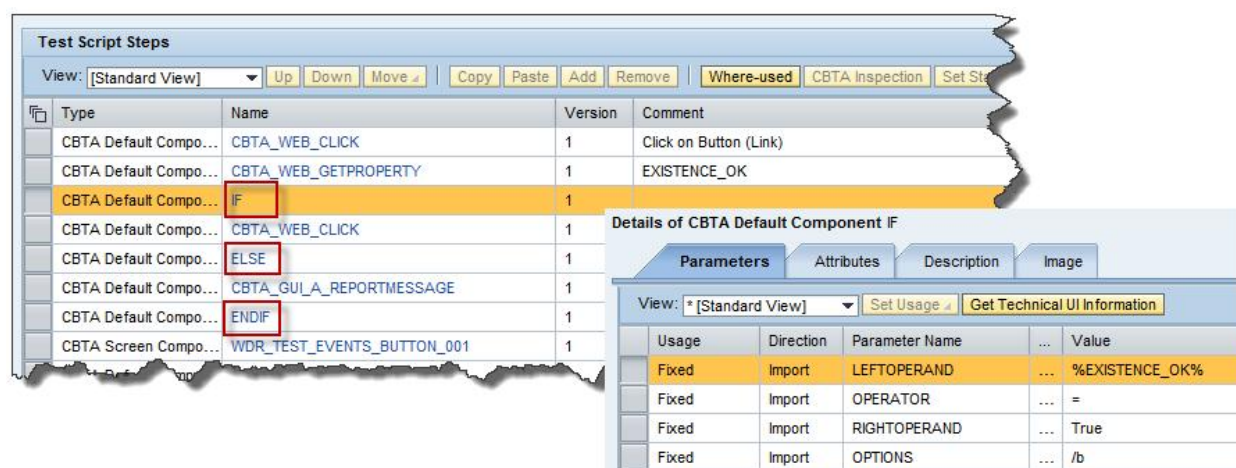 Test Script Steps
View: [Standard View] Up Down Move Copy Paste Add Remove Where-used CBTA Inspection Set Sta
Type Name Version Comment
CBTA Default Compo... CBTA_WEB_CLICK 1 Click on Button (Link)
CBTA Default Compo... CBTA_WEB_GETPROPERTY 1 EXISTENCE_OK
CBTA Default Compo... IF 1
CBTA Default Compo... CBTA_WEB_CLICK 1
CBTA Default Compo... ELSE 1
CBTA Default Compo... CBTA_GUI_A_REPORTMESSAGE 1
CBTA Default Compo... ENDIF 1
CBTA Screen Compo... WDR_TEST_EVENTS_BUTTON_001 1
Details of CBTA Default Component IF
Parameters Attributes Description Image
View: * [Standard View] Set Usage Get Technical UI Information
Usage Direction Parameter Name ... Value
Fixed Import LEFTOPERAND ... %EXISTENCE_OK%
Fixed Import OPERATOR ... =
Fixed Import RIGHTOPERAND ... True
Fixed Import OPTIONS ... /b